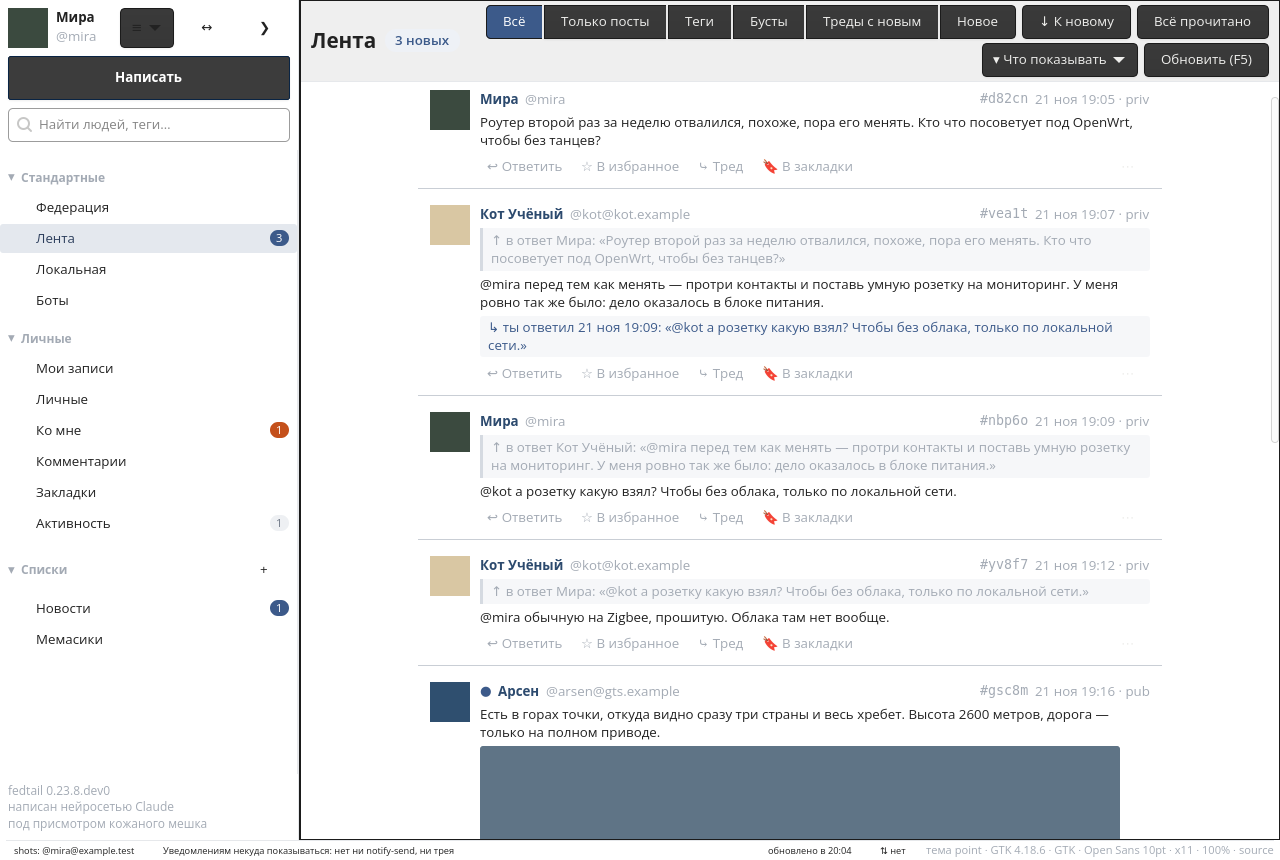 Мира
@mira
Написать
Найти людей, теги...
Стандартные
Федерация
Лента 3
Локальная
Боты
Личные
Мои записи
Личные
Ко мне 1
Комментарии
Закладки
Активность 1
Списки +
Новости 1
Мемасики
fedtail 0.23.8.dev0
написан нейросетью Claude
под присмотром кожаного мешка
Лента 3 новых
Всё Только посты Теги Бусты Треды с новым Новое ↓ К новому Всё прочитано
▾ Что показывать Обновить (F5)
Мира @mira #d82cn 21 ноя 19:05 · priv
Роутер второй раз за неделю отвалился, похоже, пора его менять. Кто что посоветует под OpenWrt,
чтобы без танцев?
↩ Ответить ☆ В избранное ⤷ Тред 🔖 В закладки ...
Кот Учёный @kot@kot.example #vea1t 21 ноя 19:07 · priv
↑ в ответ Мира: «Роутер второй раз за неделю отвалился, похоже, пора его менять. Кто что
посоветует под OpenWrt, чтобы без танцев?»
@mira перед тем как менять — протри контакты и поставь умную розетку на мониторинг. У меня
ровно так же было: дело оказалось в блоке питания.
↳ ты ответил 21 ноя 19:09: «@kot а розетку какую взял? Чтобы без облака, только по локальной
сети.»
↩ Ответить ☆ В избранное ⤷ Тред 🔖 В закладки ...
Мира @mira #nbp6o 21 ноя 19:09 · priv
↑ в ответ Кот Учёный: «@mira перед тем как менять — протри контакты и поставь умную розетку
на мониторинг. У меня ровно так же было: дело оказалось в блоке питания.»
@kot а розетку какую взял? Чтобы без облака, только по локальной сети.
↩ Ответить ☆ В избранное ⤷ Тред 🔖 В закладки ...
Кот Учёный @kot@kot.example #yv8f7 21 ноя 19:12 · priv
↑ в ответ Мира: «@kot а розетку какую взял? Чтобы без облака, только по локальной сети.»
@mira обычную на Zigbee, прошитую. Облака там нет вообще.
↩ Ответить ☆ В избранное ⤷ Тред 🔖 В закладки ...
● Арсен @arsen@gts.example #gsc8m 21 ноя 19:16 · pub
Есть в горах точки, откуда видно сразу три страны и весь хребет. Высота 2600 метров, дорога —
только на полном приводе.
shots: @mira@example.test Уведомлениям некуда показываться: нет ни notify-send, ни трея обновлено в 20:04 ⇅ нет тема point · GTK 4.18.6 · GTK · Open Sans 10pt · x11 · 100% · source